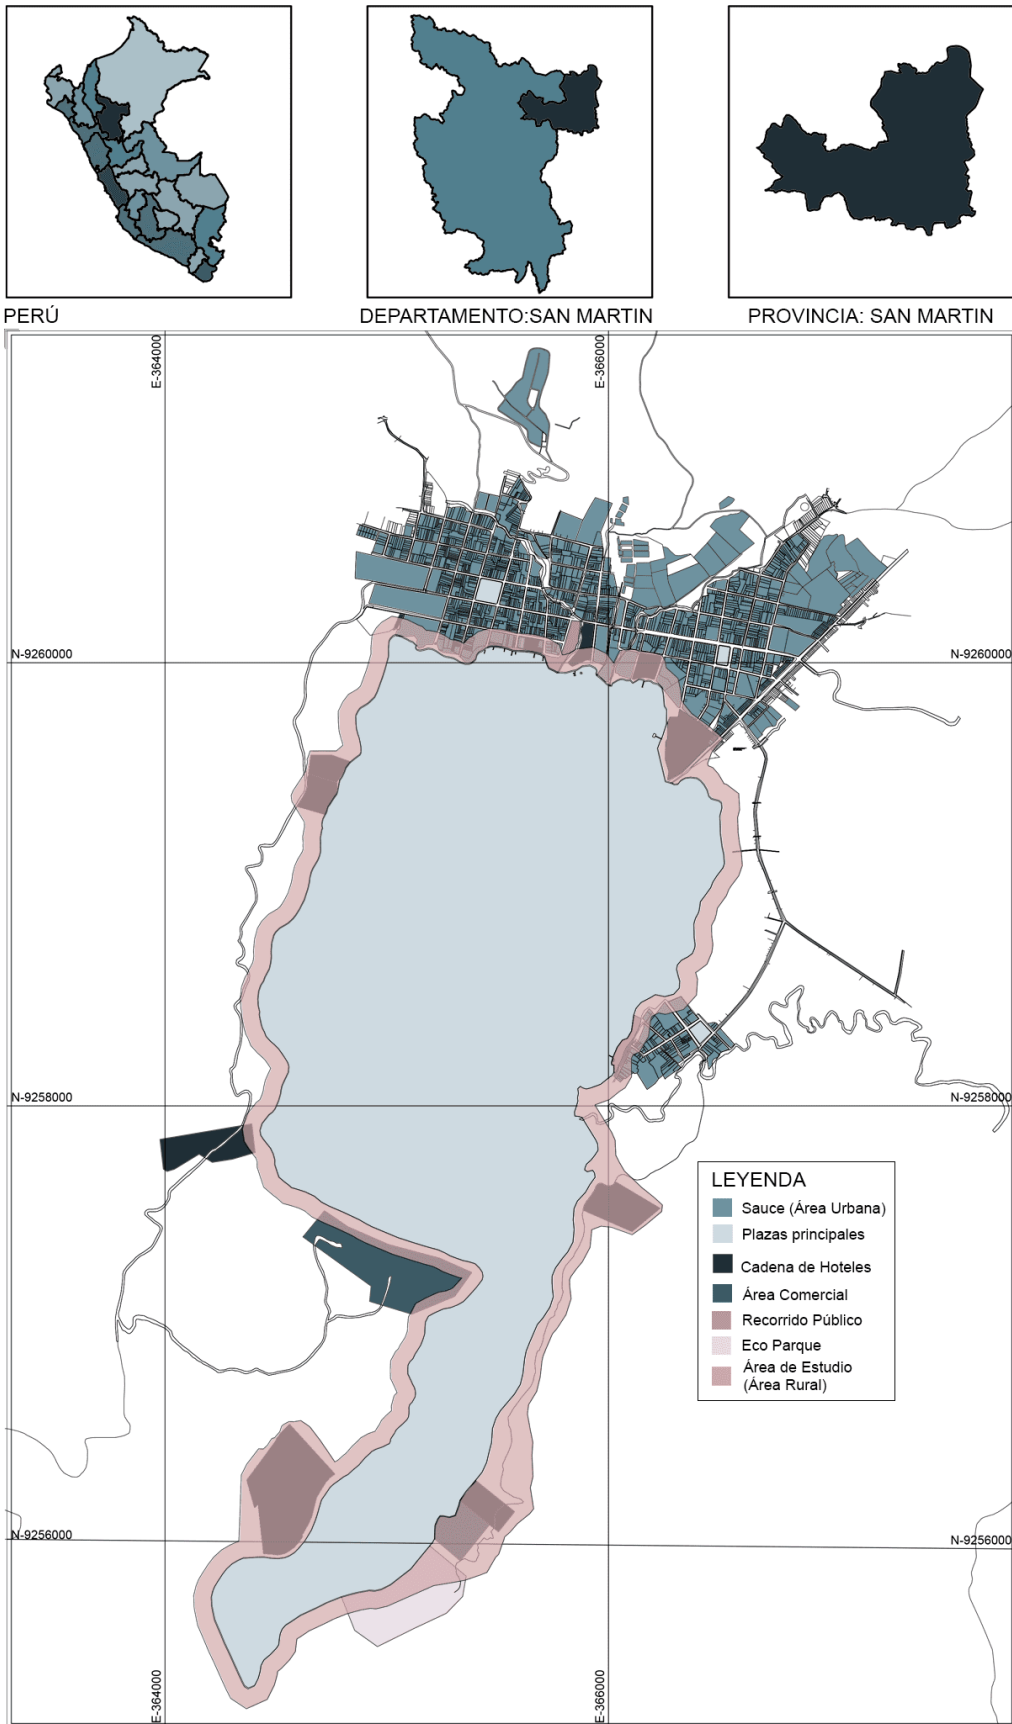 PERÚ
DEPARTAMENTO:SAN MARTIN
PROVINCIA: SAN MARTIN
E-364000
E-366000
N-9260000
N-9260000
N-9258000
N-9258000
LEYENDA
Sauce (Área Urbana)
Plazas principales
Cadena de Hoteles
Área Comercial
Recorrido Público
Eco Parque
Área de Estudio
(Área Rural)
N-9256000
N-9256000
E-364000
E-366000